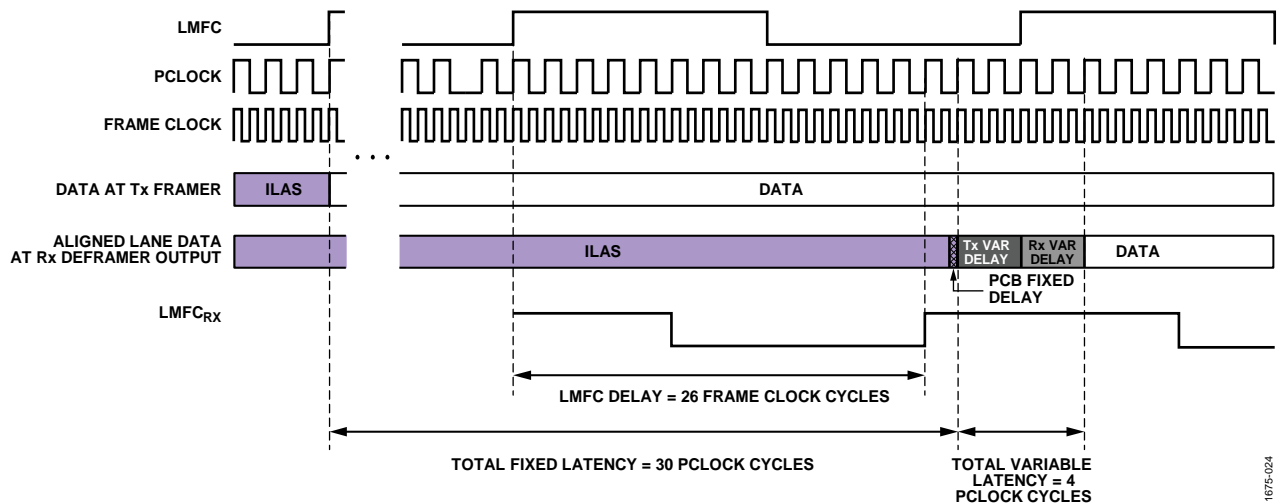 LMFC
PCLOCK
FRAME CLOCK
. . .
DATA AT Tx FRAMER
ILAS
DATA
ALIGNED LANE DATA
AT Rx DEFRAMER OUTPUT
ILAS
Tx VAR
DELAY
Rx VAR
DELAY
DATA
PCB FIXED
DELAY
LMFCRX
LMFC DELAY = 26 FRAME CLOCK CYCLES
TOTAL FIXED LATENCY = 30 PCLOCK CYCLES
TOTAL VARIABLE
LATENCY = 4
PCLOCK CYCLES
1675-024